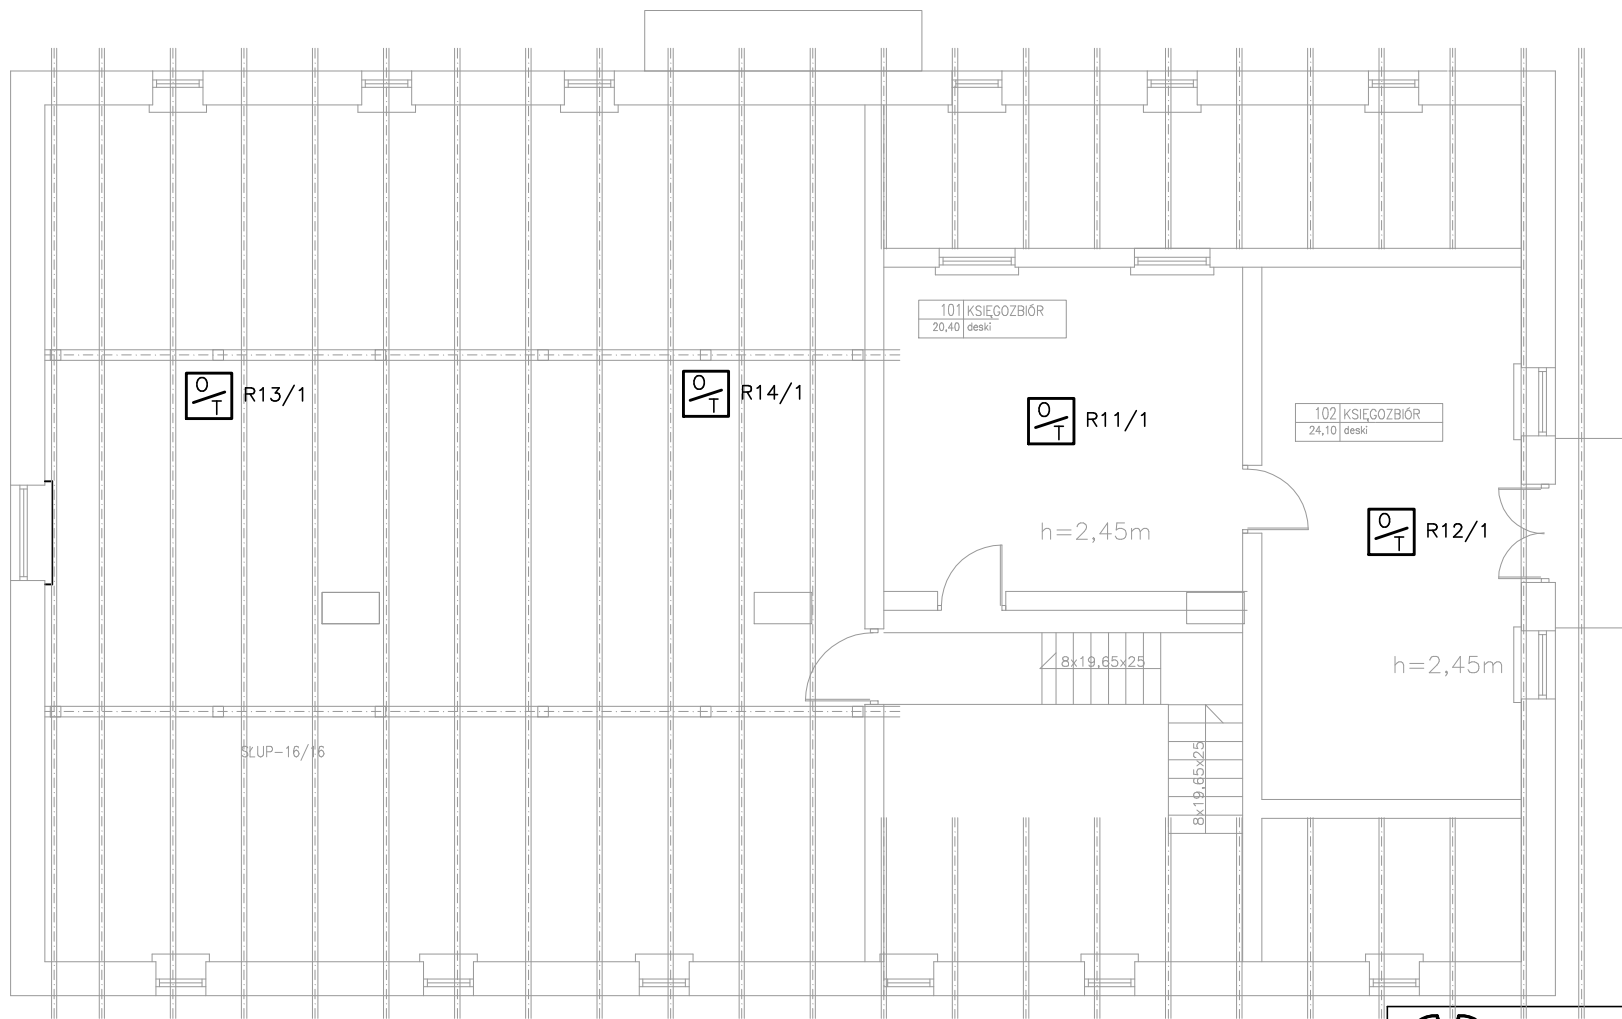 101 KSIĘGOZBIÓR
20,40 deski
O
T
R13/1
O
T
R14/1
O
T
R11/1
102 KSIĘGOZBIÓR
24,10 deski
h=2,45m
O
T
R12/1
8x19,65x25
h=2,45m
SŁUP-16/16
8x19,65x25